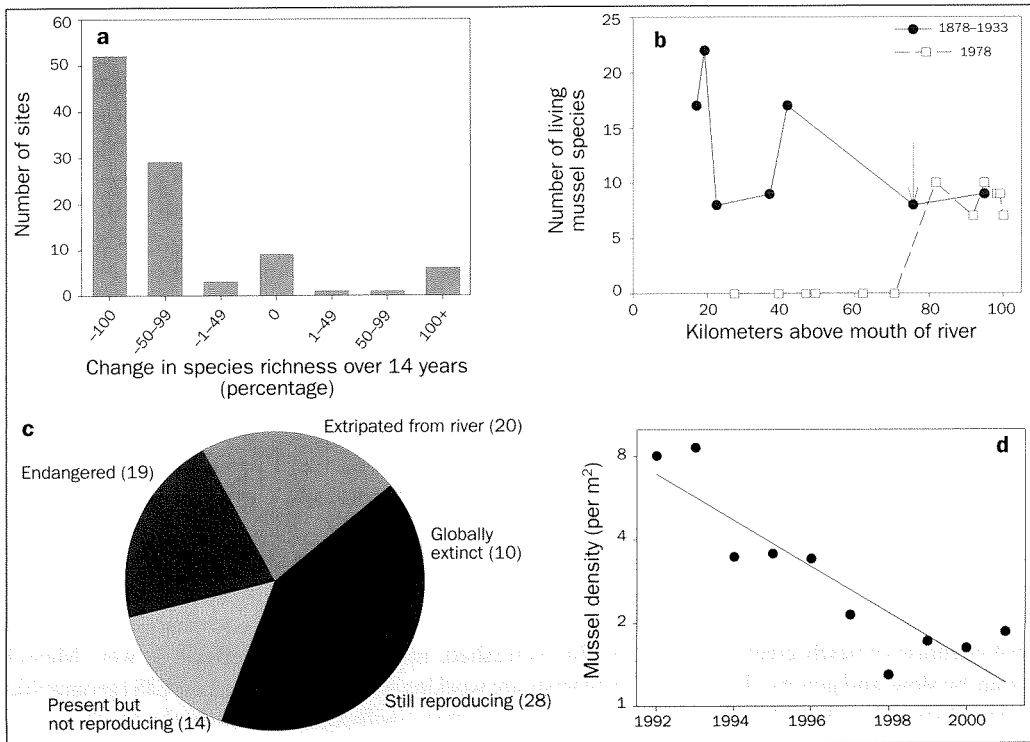 a
60
50
40
30
20
10
0
Number of sites
-100
-50-99
-1-49
0
1-49
50-99
100+
Change in species richness over 14 years
(percentage)
b
1878-1933
1978
25
20
15
10
5
0
Number of living
mussel species
0
20
40
60
80
100
Kilometers above mouth of river
c
Extripated from river (20)
Endangered (19)
Globally
extinct (10)
Present but
not reproducing (14)
Still reproducing (28)
d
8
4
2
1
Mussel density (per m²)
1992
1994
1996
1998
2000